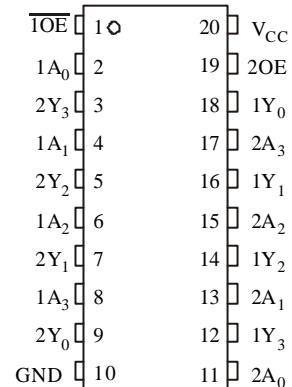 1OE 1 20 VCC
1A0 2 19 2OE
2Y3 3 18 1Y0
1A1 4 17 2A3
2Y2 5 16 1Y1
1A2 6 15 2A2
2Y1 7 14 1Y2
1A3 8 13 2A1
2Y0 9 12 1Y3
GND 10 11 2A0